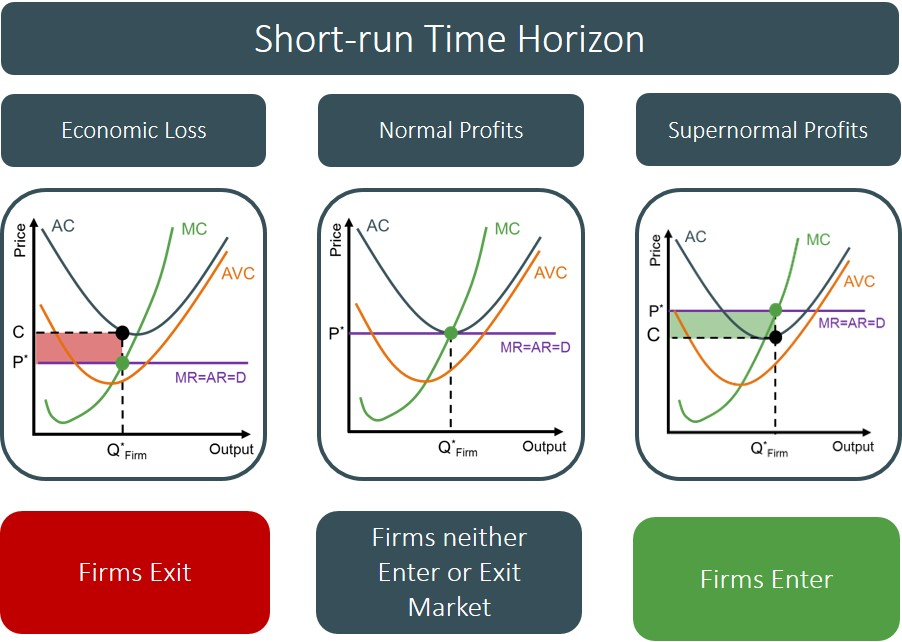 Short-run Time Horizon
Economic Loss
Normal Profits
Supernormal Profits
Price
AC
MC
AVC
C
P*
MR=AR=D
Q*Firm
Output
Price
AC
MC
AVC
P*
MR=AR=D
Q*Firm
Output
Price
AC
MC
AVC
P*
C
MR=AR=D
Q*Firm
Output
Firms Exit
Firms neither
Enter or Exit
Market
Firms Enter